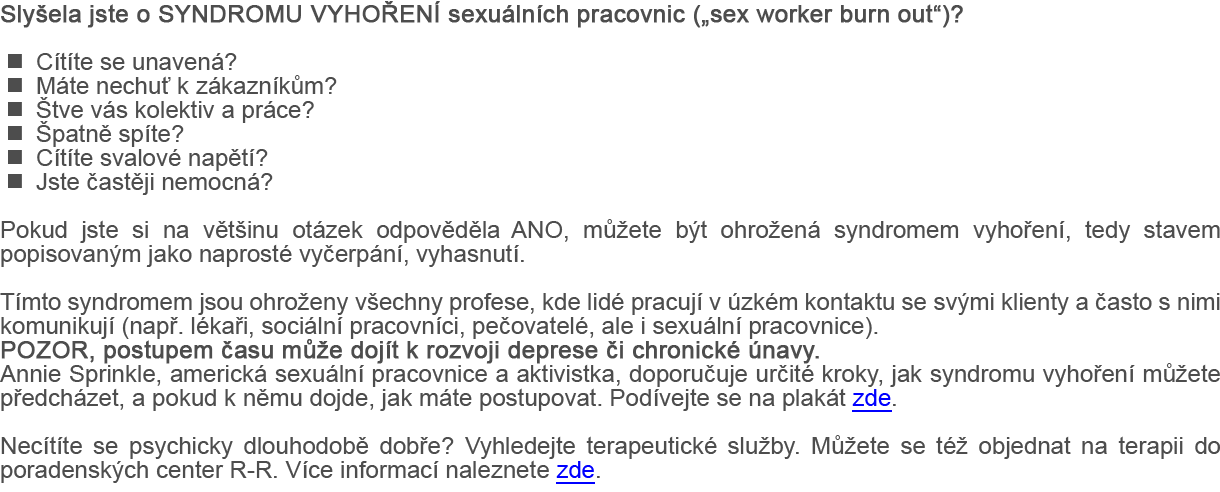 Slyšela jste o SYNDROMU VYHOŘENÍ sexuálních pracovnic („sex worker burn out“)?
■ Cítíte se unavená?
■ Máte nechuť k zákazníkům?
■ Štve vás kolektiv a práce?
■ Špatně spíte?
■ Cítíte svalové napětí?
■ Jste častěji nemocná?
Pokud jste si na většinu otázek odpověděla ANO, můžete být ohrožená syndromem vyhoření, tedy stavem
popisovaným jako naprosté vyčerpání, vyhasnutí.
Tímto syndromem jsou ohroženy všechny profese, kde lidé pracují v úzkém kontaktu se svými klienty a často s nimi
komunikují (např. lékaři, sociální pracovníci, pečovatelé, ale i sexuální pracovnice).
POZOR, postupem času může dojít k rozvoji deprese či chronické únavy.
Annie Sprinkle, americká sexuální pracovnice a aktivistka, doporučuje určité kroky, jak syndromu vyhoření můžete
předcházet, a pokud k němu dojde, jak máte postupovat. Podívejte se na plakát zde.
Necítíte se psychicky dlouhodobě dobře? Vyhledejte terapeutické služby. Můžete se též objednat na terapii do
poradenských center R-R. Více informací naleznete zde.